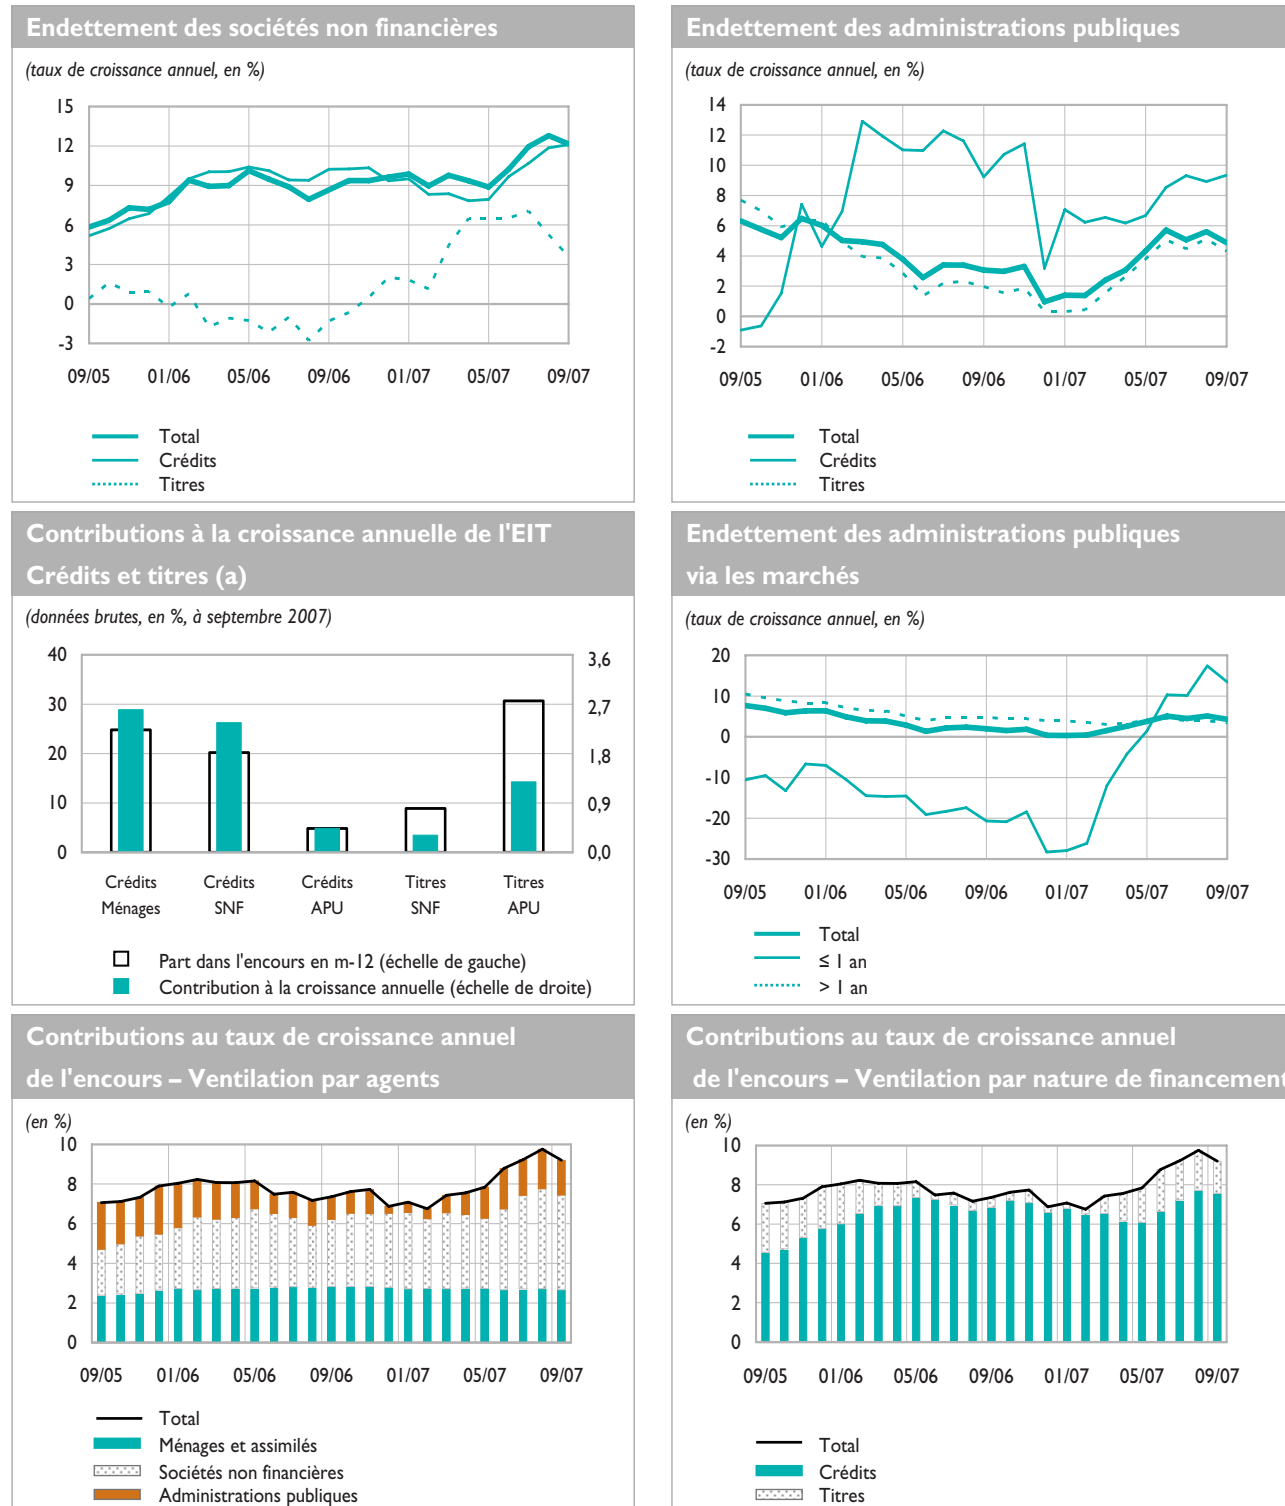 Endettement des sociétés non financières
(taux de croissance annuel, en %)
15
12
9
6
3
0
-3
09/05 01/06 05/06 09/06 01/07 05/07 09/07
Total
Crédits
Titres
Endettement des administrations publiques
(taux de croissance annuel, en %)
14
12
10
8
6
4
2
0
-2
09/05 01/06 05/06 09/06 01/07 05/07 09/07
Total
Crédits
Titres
Contributions à la croissance annuelle de l'EIT
Crédits et titres (a)
(données brutes, en %, à septembre 2007)
40 3,6
30 2,7
20 1,8
10 0,9
0 0,0
Crédits Crédits Crédits Titres Titres
Ménages SNF APU SNF APU
Part dans l'encours en m-12 (échelle de gauche)
Contribution à la croissance annuelle (échelle de droite)
Endettement des administrations publiques
via les marchés
(taux de croissance annuel, en %)
20
10
0
-10
-20
-30
09/05 01/06 05/06 09/06 01/07 05/07 09/07
Total
≤ 1 an
> 1 an
Contributions au taux de croissance annuel
de l'encours – Ventilation par agents
(en %)
10
8
6
4
2
0
09/05 01/06 05/06 09/06 01/07 05/07 09/07
Total
Ménages et assimilés
Sociétés non financières
Administrations publiques
Contributions au taux de croissance annuel
de l'encours – Ventilation par nature de financement
(en %)
10
8
6
4
2
0
09/05 01/06 05/06 09/06 01/07 05/07 09/07
Total
Crédits
Titres